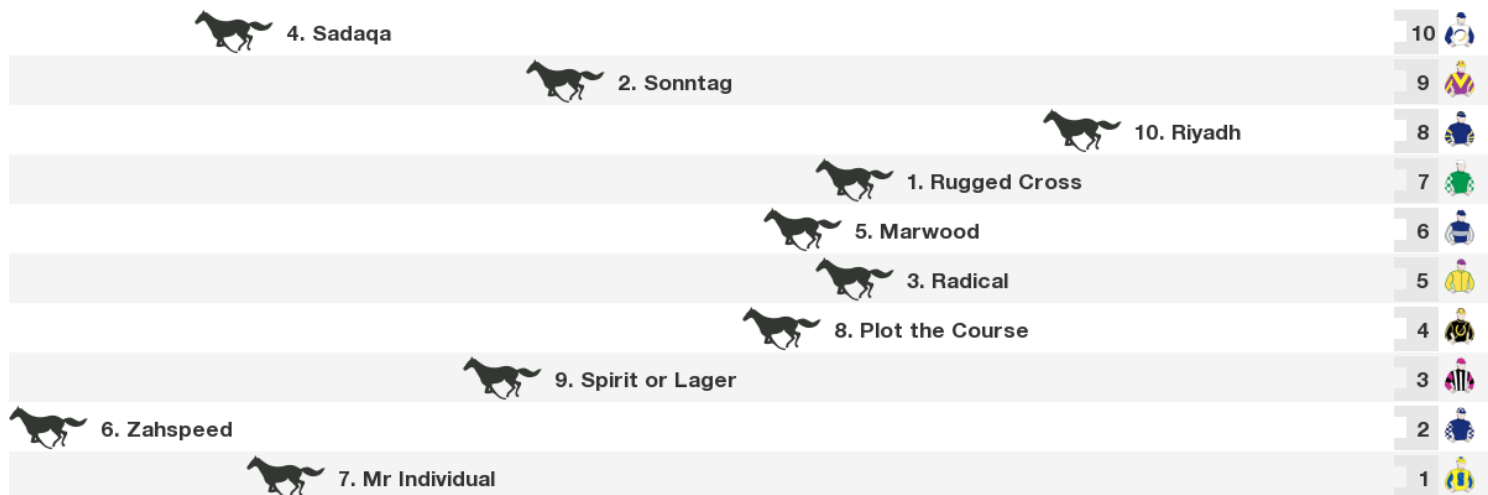 4. Sadaqa 10
2. Sonntag 9
10. Riyadh 8
1. Rugged Cross 7
5. Marwood 6
3. Radical 5
8. Plot the Course 4
9. Spirit or Lager 3
6. Zahspeed 2
7. Mr Individual 1